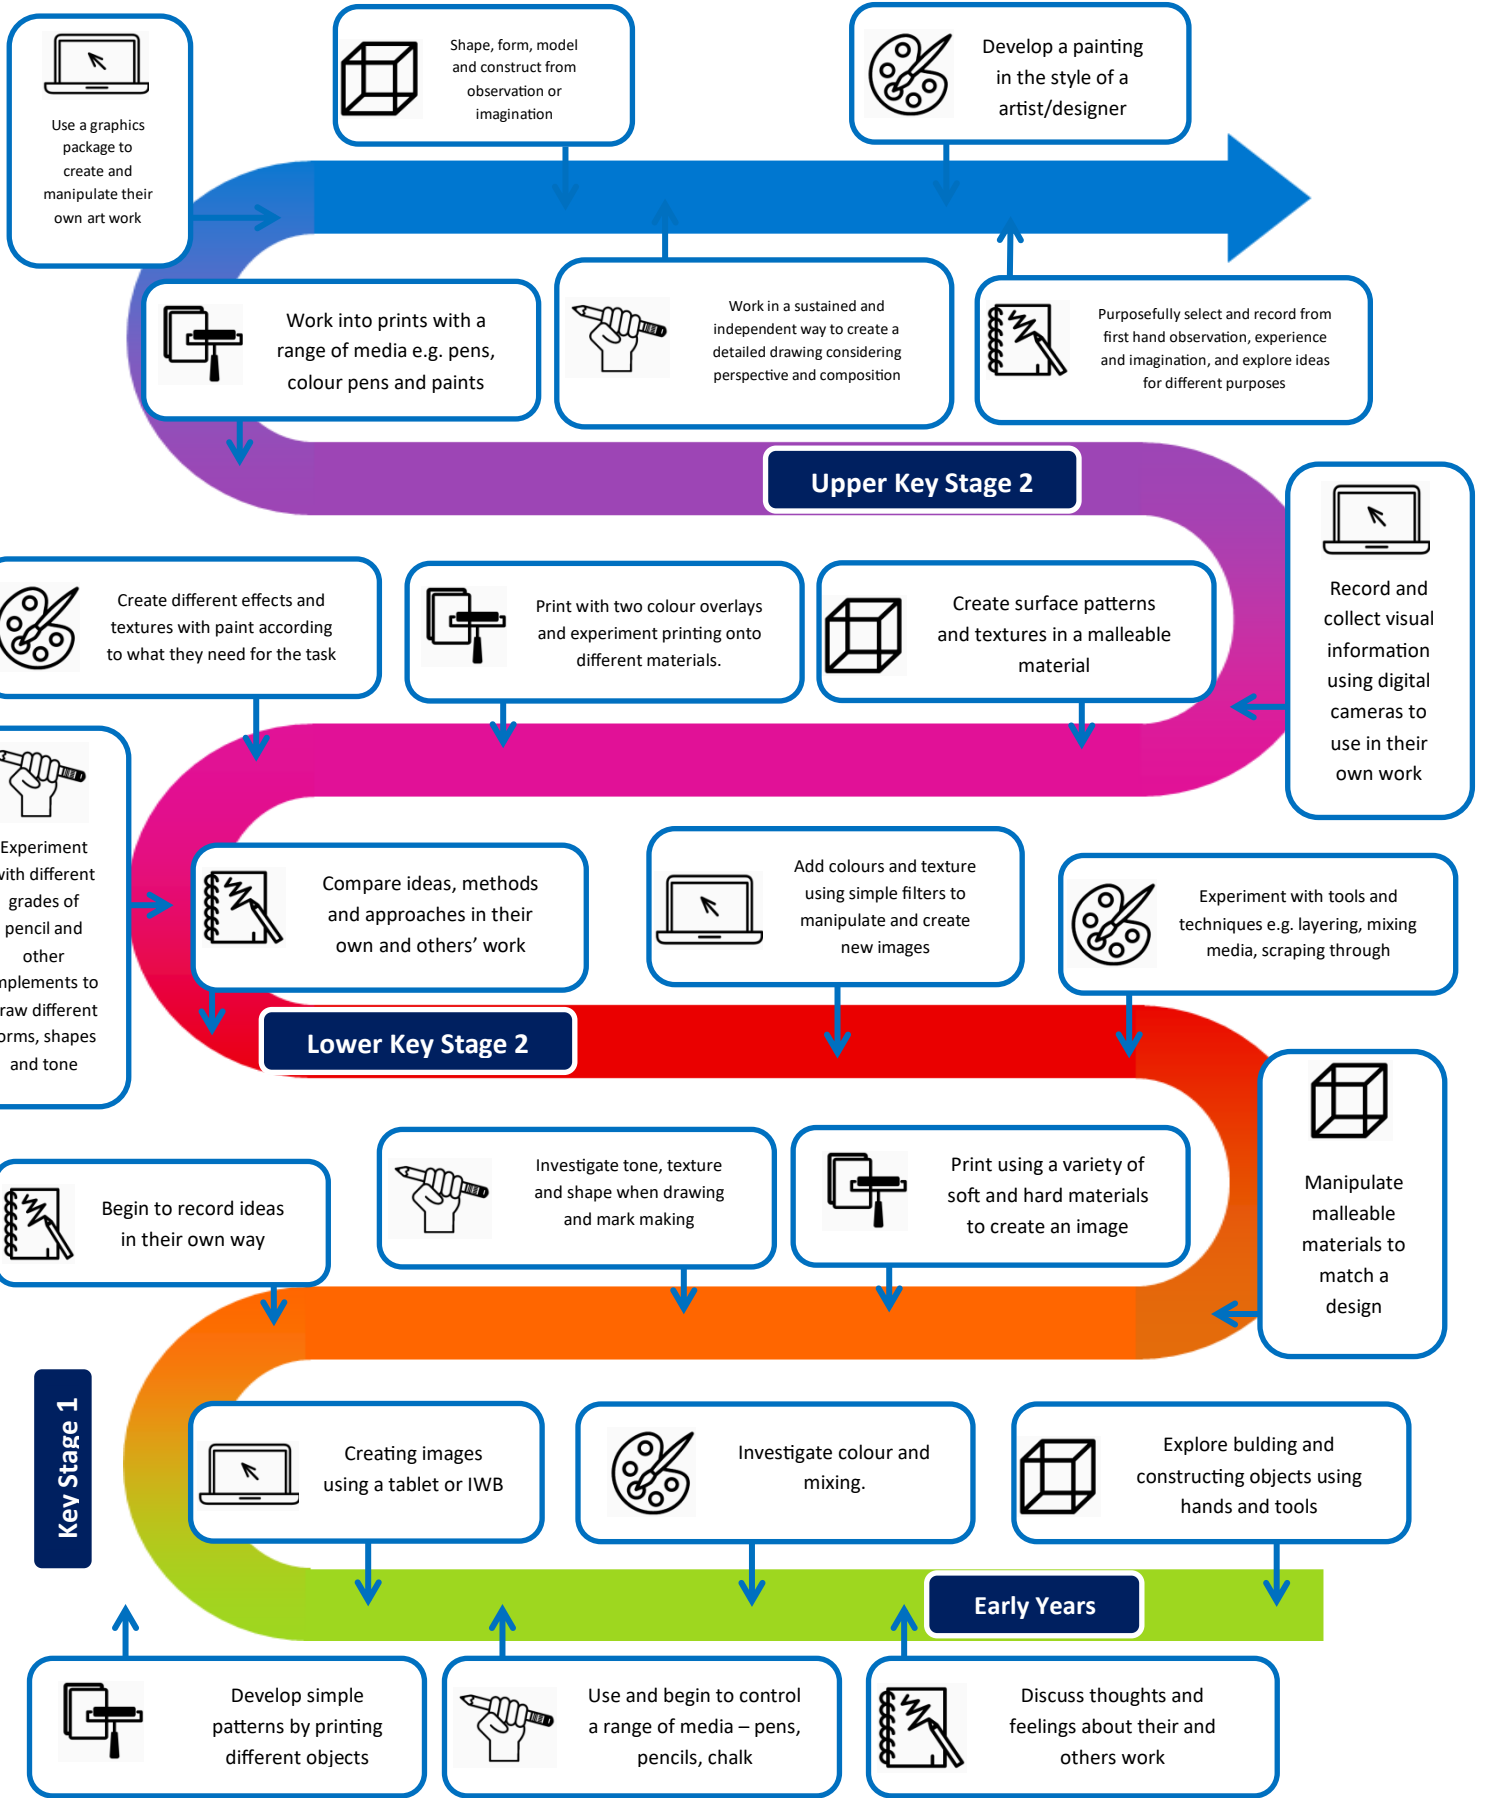 Use a graphics
package to
create and
manipulate their
own art work
Shape, form, model
and construct from
observation or
imagination
Develop a painting
in the style of a
artist/designer
Work into prints with a
range of media e.g. pens,
colour pens and paints
Work in a sustained and
independent way to create a
detailed drawing considering
perspective and composition
Purposefully select and record from
first hand observation, experience
and imagination, and explore ideas
for different purposes
Upper Key Stage 2
Record and
collect visual
information
using digital
cameras to
use in their
own work
Create different effects and
textures with paint according
to what they need for the task
Print with two colour overlays
and experiment printing onto
different materials.
Create surface patterns
and textures in a malleable
material
Experiment
with different
grades of
pencil and
other
mplements to
raw different
orms, shapes
and tone
Compare ideas, methods
and approaches in their
own and others’ work
Add colours and texture
using simple filters to
manipulate and create
new images
Experiment with tools and
techniques e.g. layering, mixing
media, scraping through
Lower Key Stage 2
Manipulate
malleable
materials to
match a
design
Begin to record ideas
in their own way
Investigate tone, texture
and shape when drawing
and mark making
Print using a variety of
soft and hard materials
to create an image
Key Stage 1
Creating images
using a tablet or IWB
Investigate colour and
mixing.
Explore bulding and
constructing objects using
hands and tools
Early Years
Develop simple
patterns by printing
different objects
Use and begin to control
a range of media – pens,
pencils, chalk
Discuss thoughts and
feelings about their and
others work